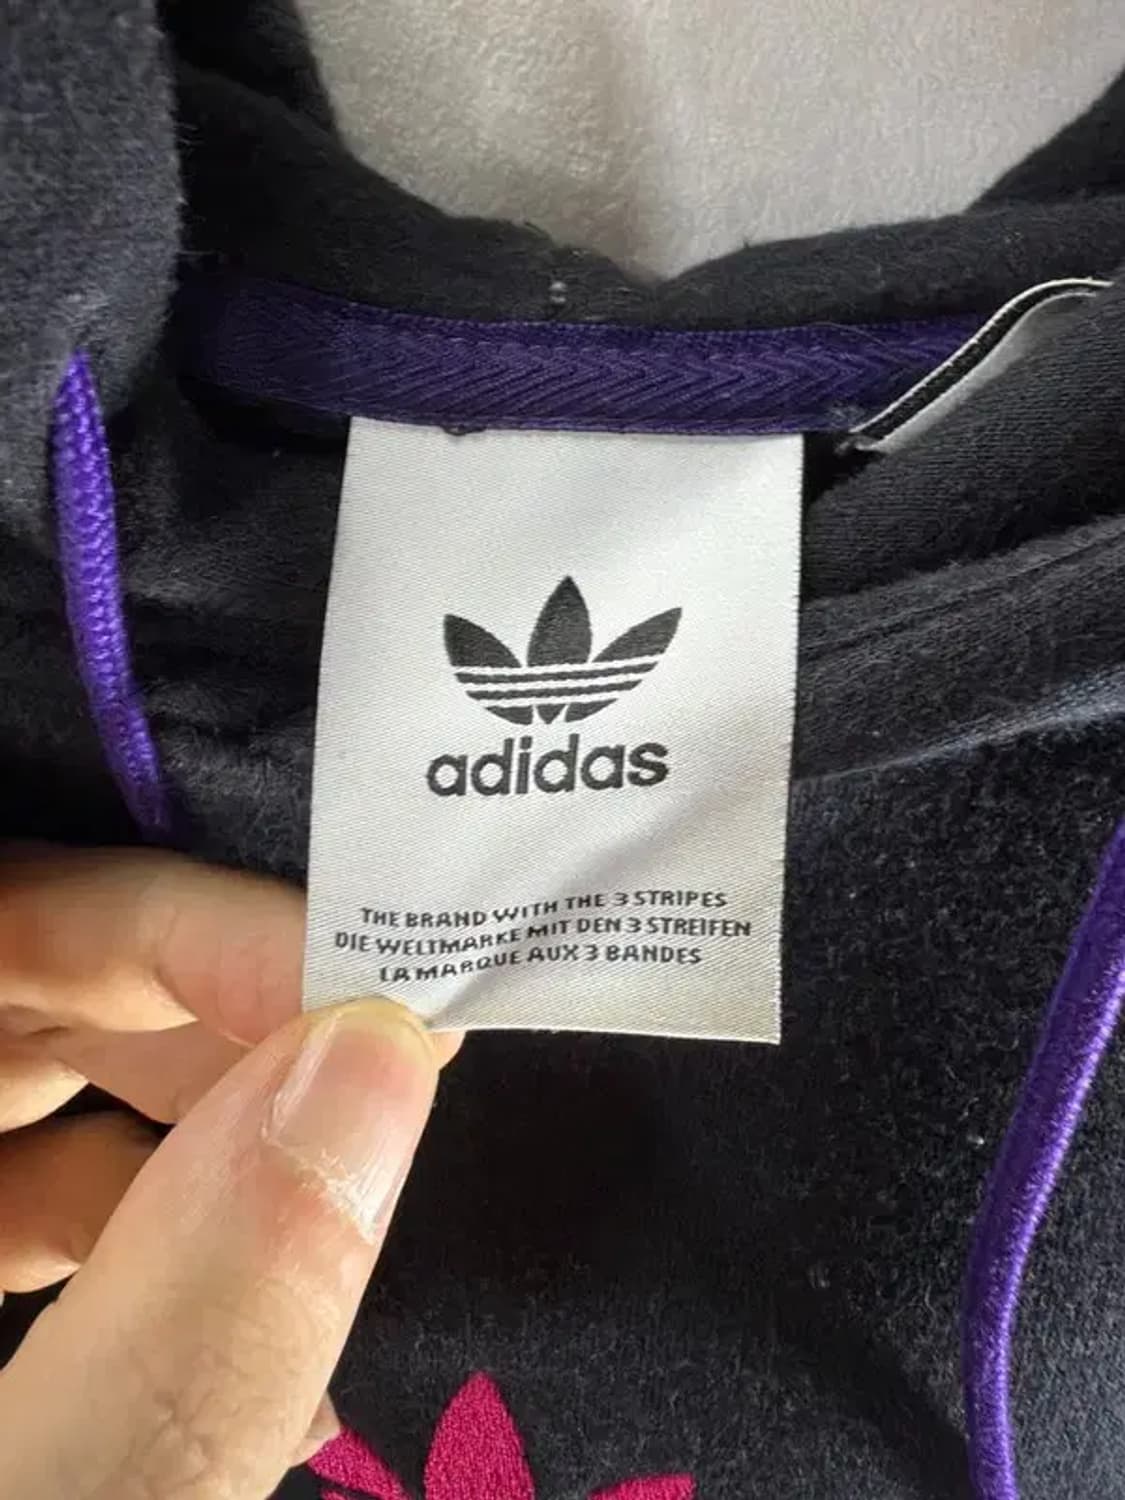 adidas
THE BRAND WITH THE 3 STRIPES
DIE WELTMARKE MIT DEN 3 STREIFEN
LA MARQUE AUX 3 BANDES